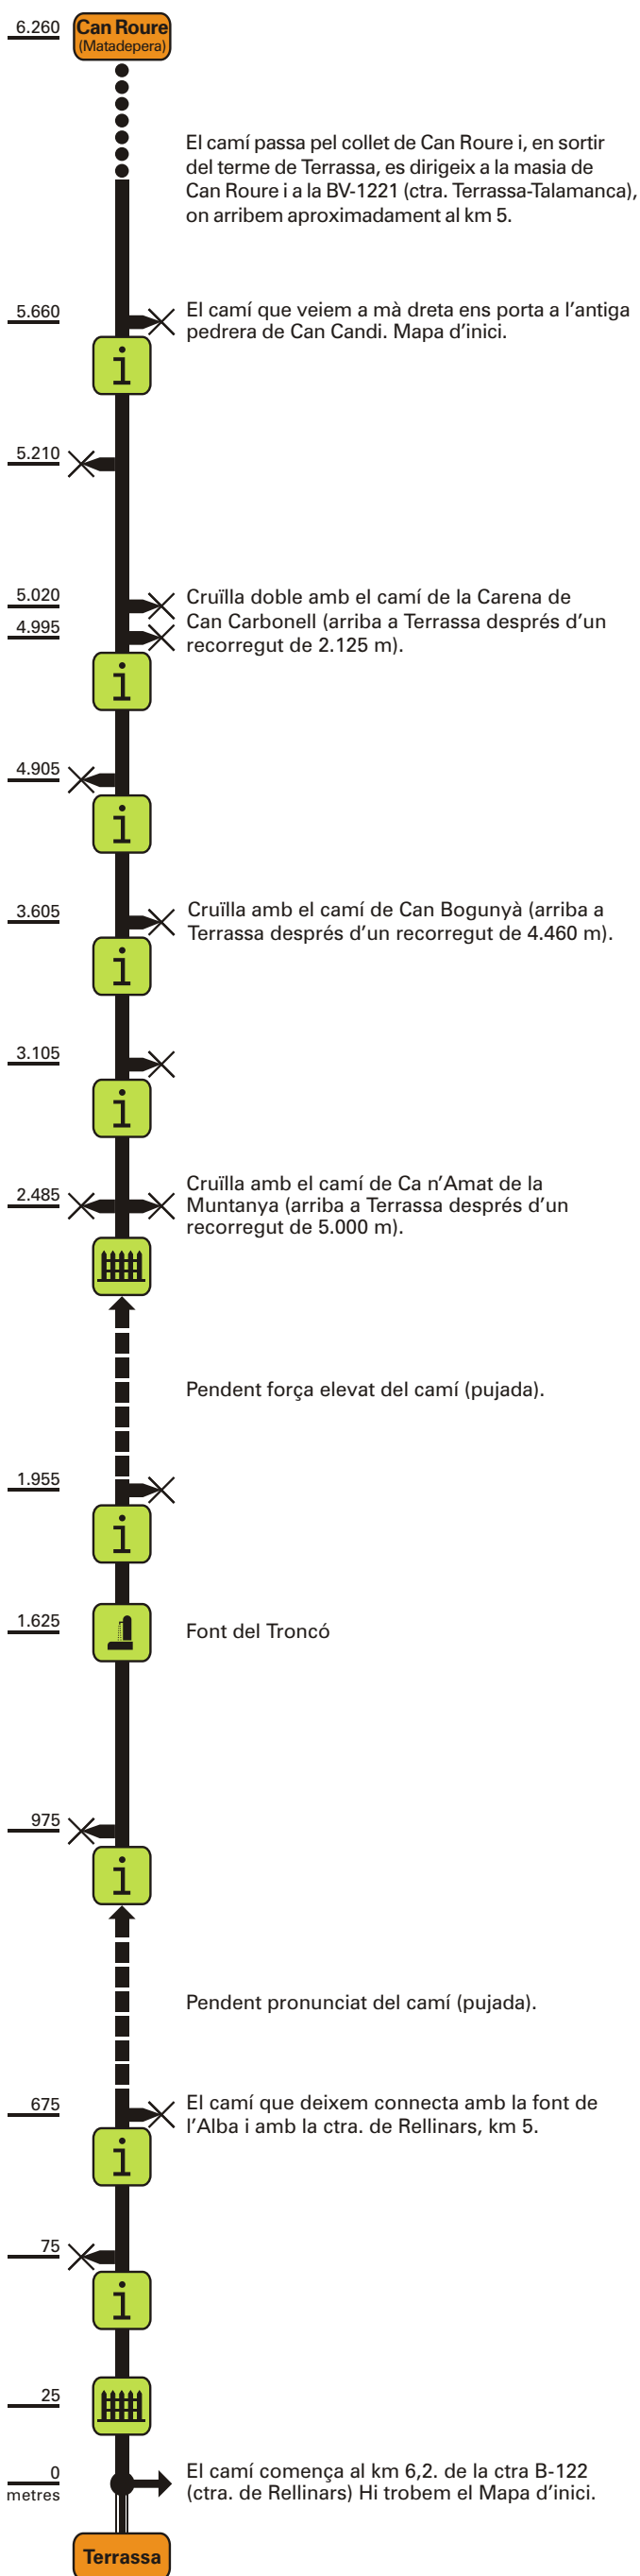 6.260
Can Roure
(Matadepera)
El camí passa pel collet de Can Roure i, en sortir
del terme de Terrassa, es dirigeix a la masia de
Can Roure i a la BV-1221 (ctra. Terrassa-Talamanca),
on arribem aproximadament al km 5.
5.660
El camí que veiem a mà dreta ens porta a l'antiga
pedrera de Can Candi. Mapa d'inici.
i
5.210
5.020
4.995
Cruïlla doble amb el camí de la Carena de
Can Carbonell (arriba a Terrassa després d'un
recorregut de 2.125 m).
i
4.905
i
3.605
Cruïlla amb el camí de Can Bogunyà (arriba a
Terrassa després d'un recorregut de 4.460 m).
i
3.105
i
2.485
Cruïlla amb el camí de Ca n'Amat de la
Muntanya (arriba a Terrassa després d'un
recorregut de 5.000 m).
Pendent força elevat del camí (pujada).
1.955
i
1.625
Font del Troncó
975
i
Pendent pronunciat del camí (pujada).
675
El camí que deixem connecta amb la font de
l'Alba i amb la ctra. de Rellinars, km 5.
i
75
i
25
0
metres
El camí comença al km 6,2. de la ctra B-122
(ctra. de Rellinars) Hi trobem el Mapa d'inici.
Terrassa